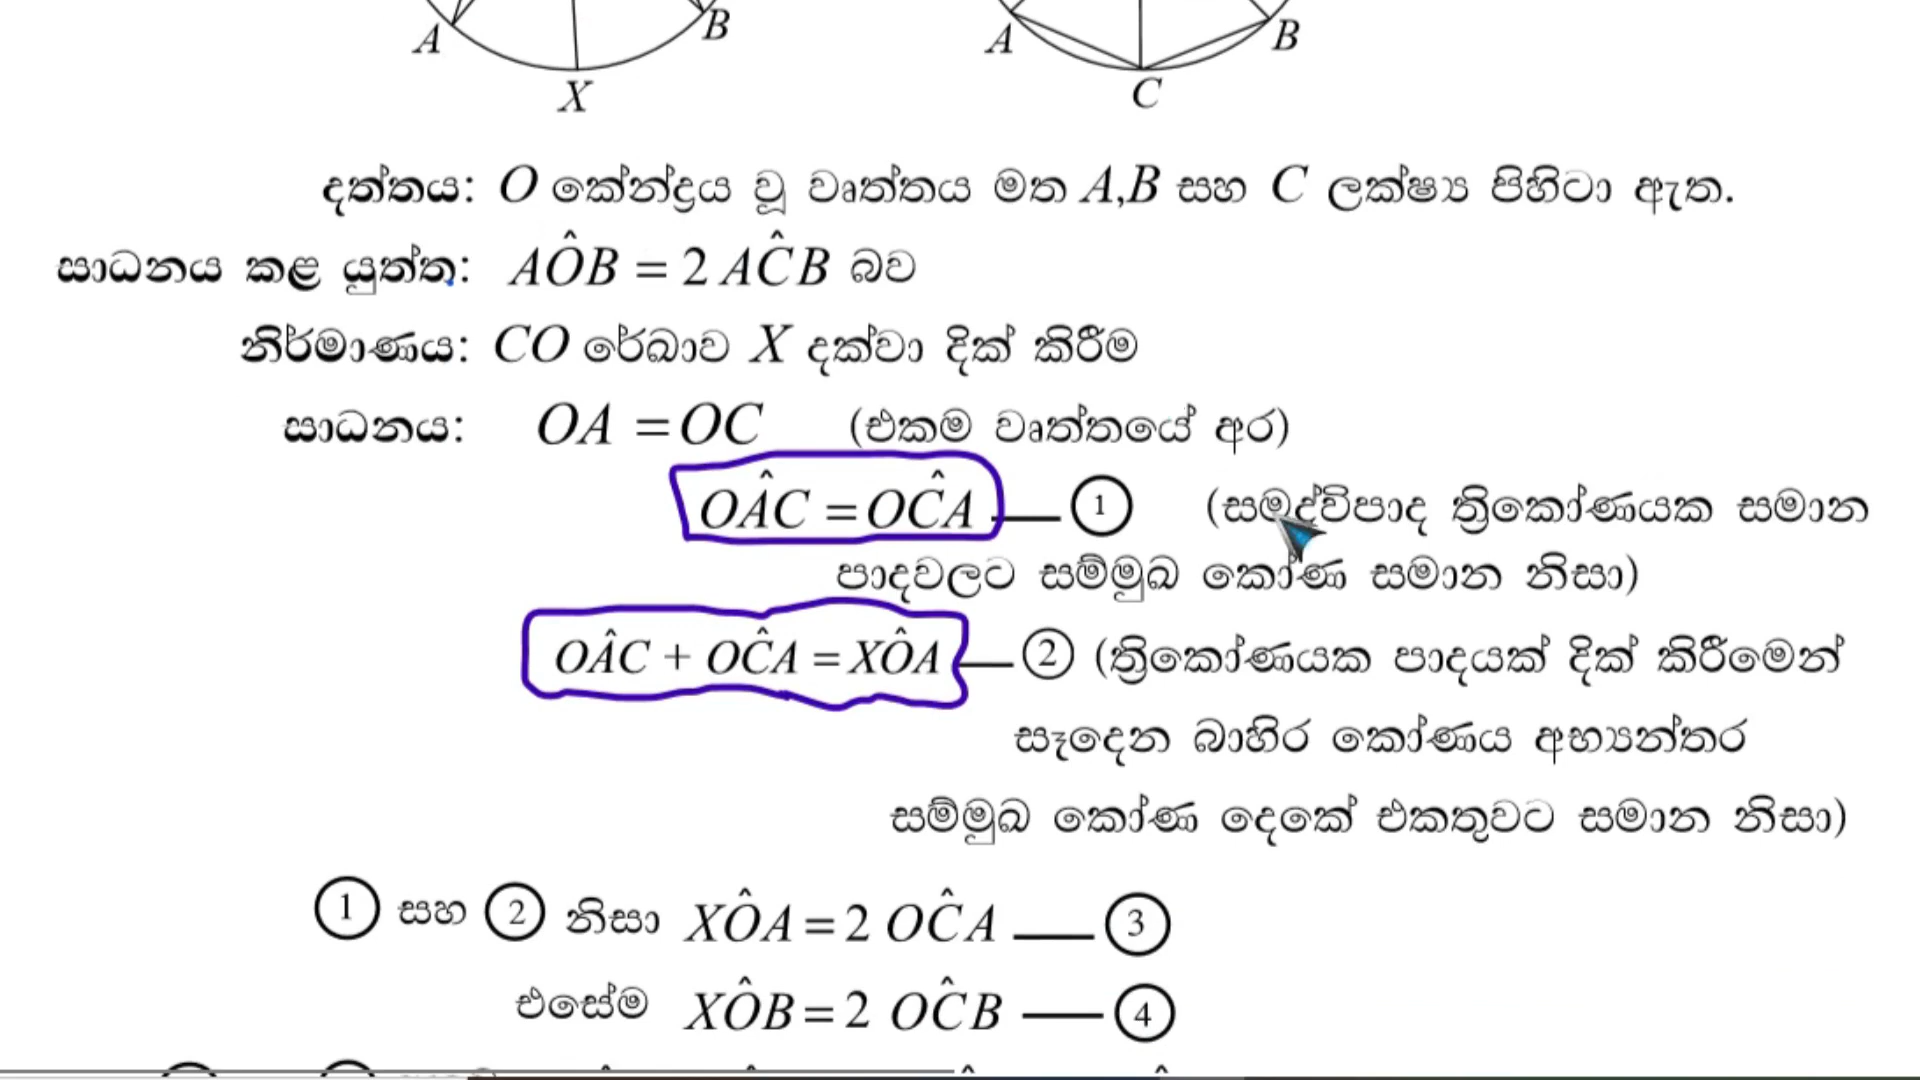 A B A B
X C
දත්තය: O කේන්ද්‍රය වූ වෘත්තය මත A,B සහ C ලක්ෂ්‍ය පිහිටා ඇත.
සාධනය කළ යුත්ත: AÔB = 2 AĈB බව
නිර්මාණය: CO රේඛාව X දක්වා දික් කිරීම
සාධනය: OA = OC (එකම වෘත්තයේ අර)
OÂC = OĈA — ① (සමද්විපාද ත්‍රිකෝණයක සමාන
පාදවලට සම්මුඛ කෝණ සමාන නිසා)
OÂC + OĈA = XÔA — ② (ත්‍රිකෝණයක පාදයක් දික් කිරීමෙන්
සෑදෙන බාහිර කෝණය අභ්‍යන්තර
සම්මුඛ කෝණ දෙකේ එකතුවට සමාන නිසා)
① සහ ② නිසා XÔA = 2 OĈA — ③
එසේම XÔB = 2 OĈB — ④